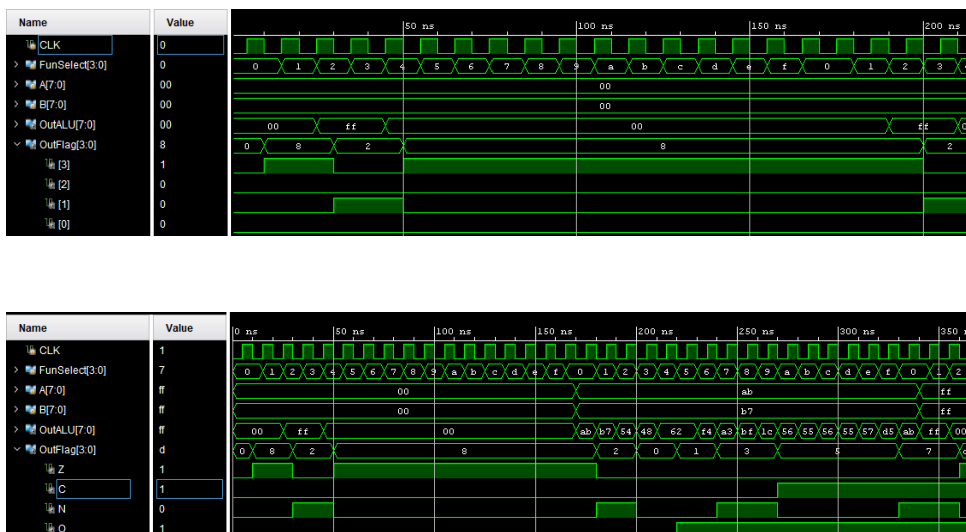 Name Value 50 ns 100 ns 150 ns 200 ns
CLK 0
FunSelect[3:0] 0 0 1 2 3 4 5 6 7 8 9 a b c d e f 0 1 2 3
A[7:0] 00 00
B[7:0] 00 00
OutALU[7:0] 00 00 ff 00 ff
OutFlag[3:0] 8 0 8 2 8 2
[3] 1
[2] 0
[1] 0
[0] 0
Name Value 0 ns 50 ns 100 ns 150 ns 200 ns 250 ns 300 ns 350
CLK 1
FunSelect[3:0] 7 0 1 2 3 4 5 6 7 8 9 a b c d e f 0 1 2 3 4 5 6 7 8 9 a b c d e f 0 1 2
A[7:0] ff 00 ab ff
B[7:0] ff 00 b7 ff
OutALU[7:0] ff 00 ff 00 ab b7 54 48 62 f4 a3 bf 1c 56 55 56 55 57 d5 ab ff 00
OutFlag[3:0] d 0 8 2 8 2 0 1 3 5 7
Z 1
C 1
N 0
O 1